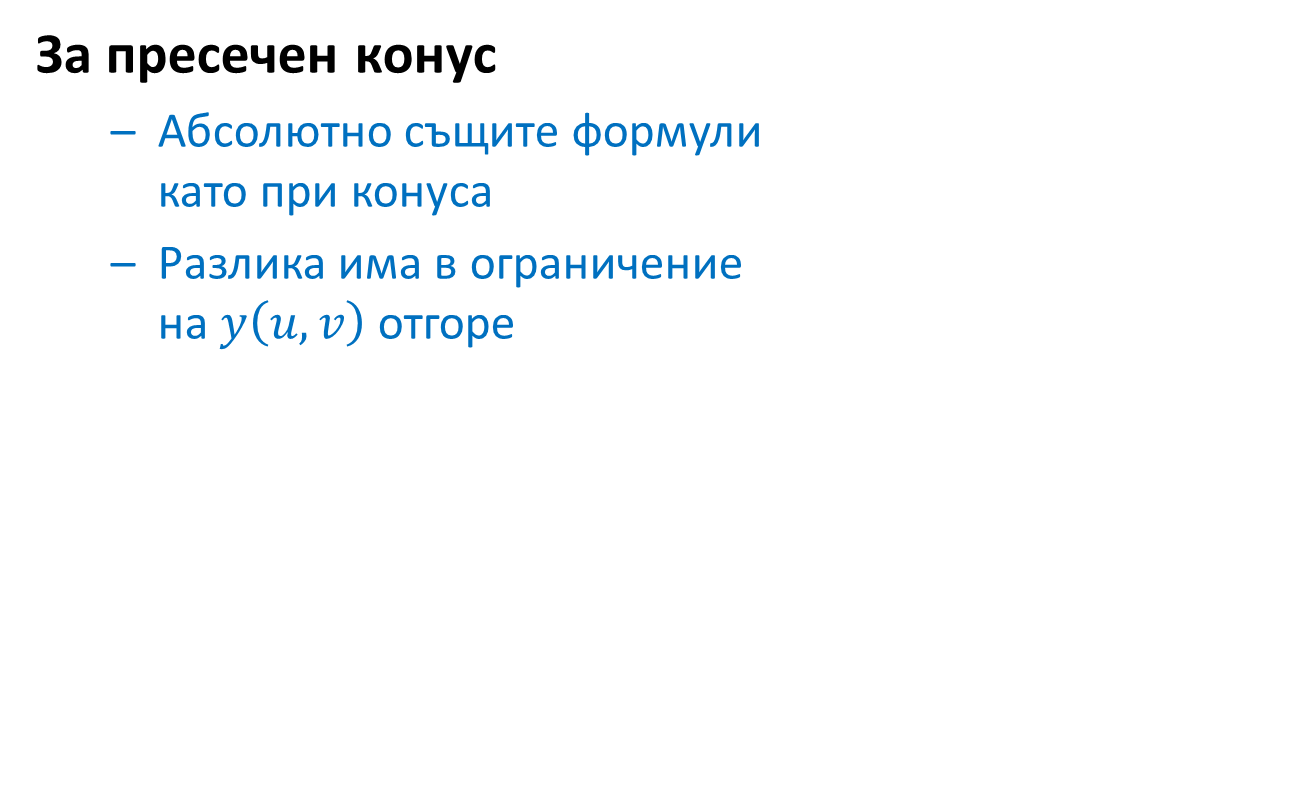 За пресечен конус
– Абсолютно същите формули
като при конуса
– Разлика има в ограничение
на 𝑦(𝑢, 𝑣) отгоре